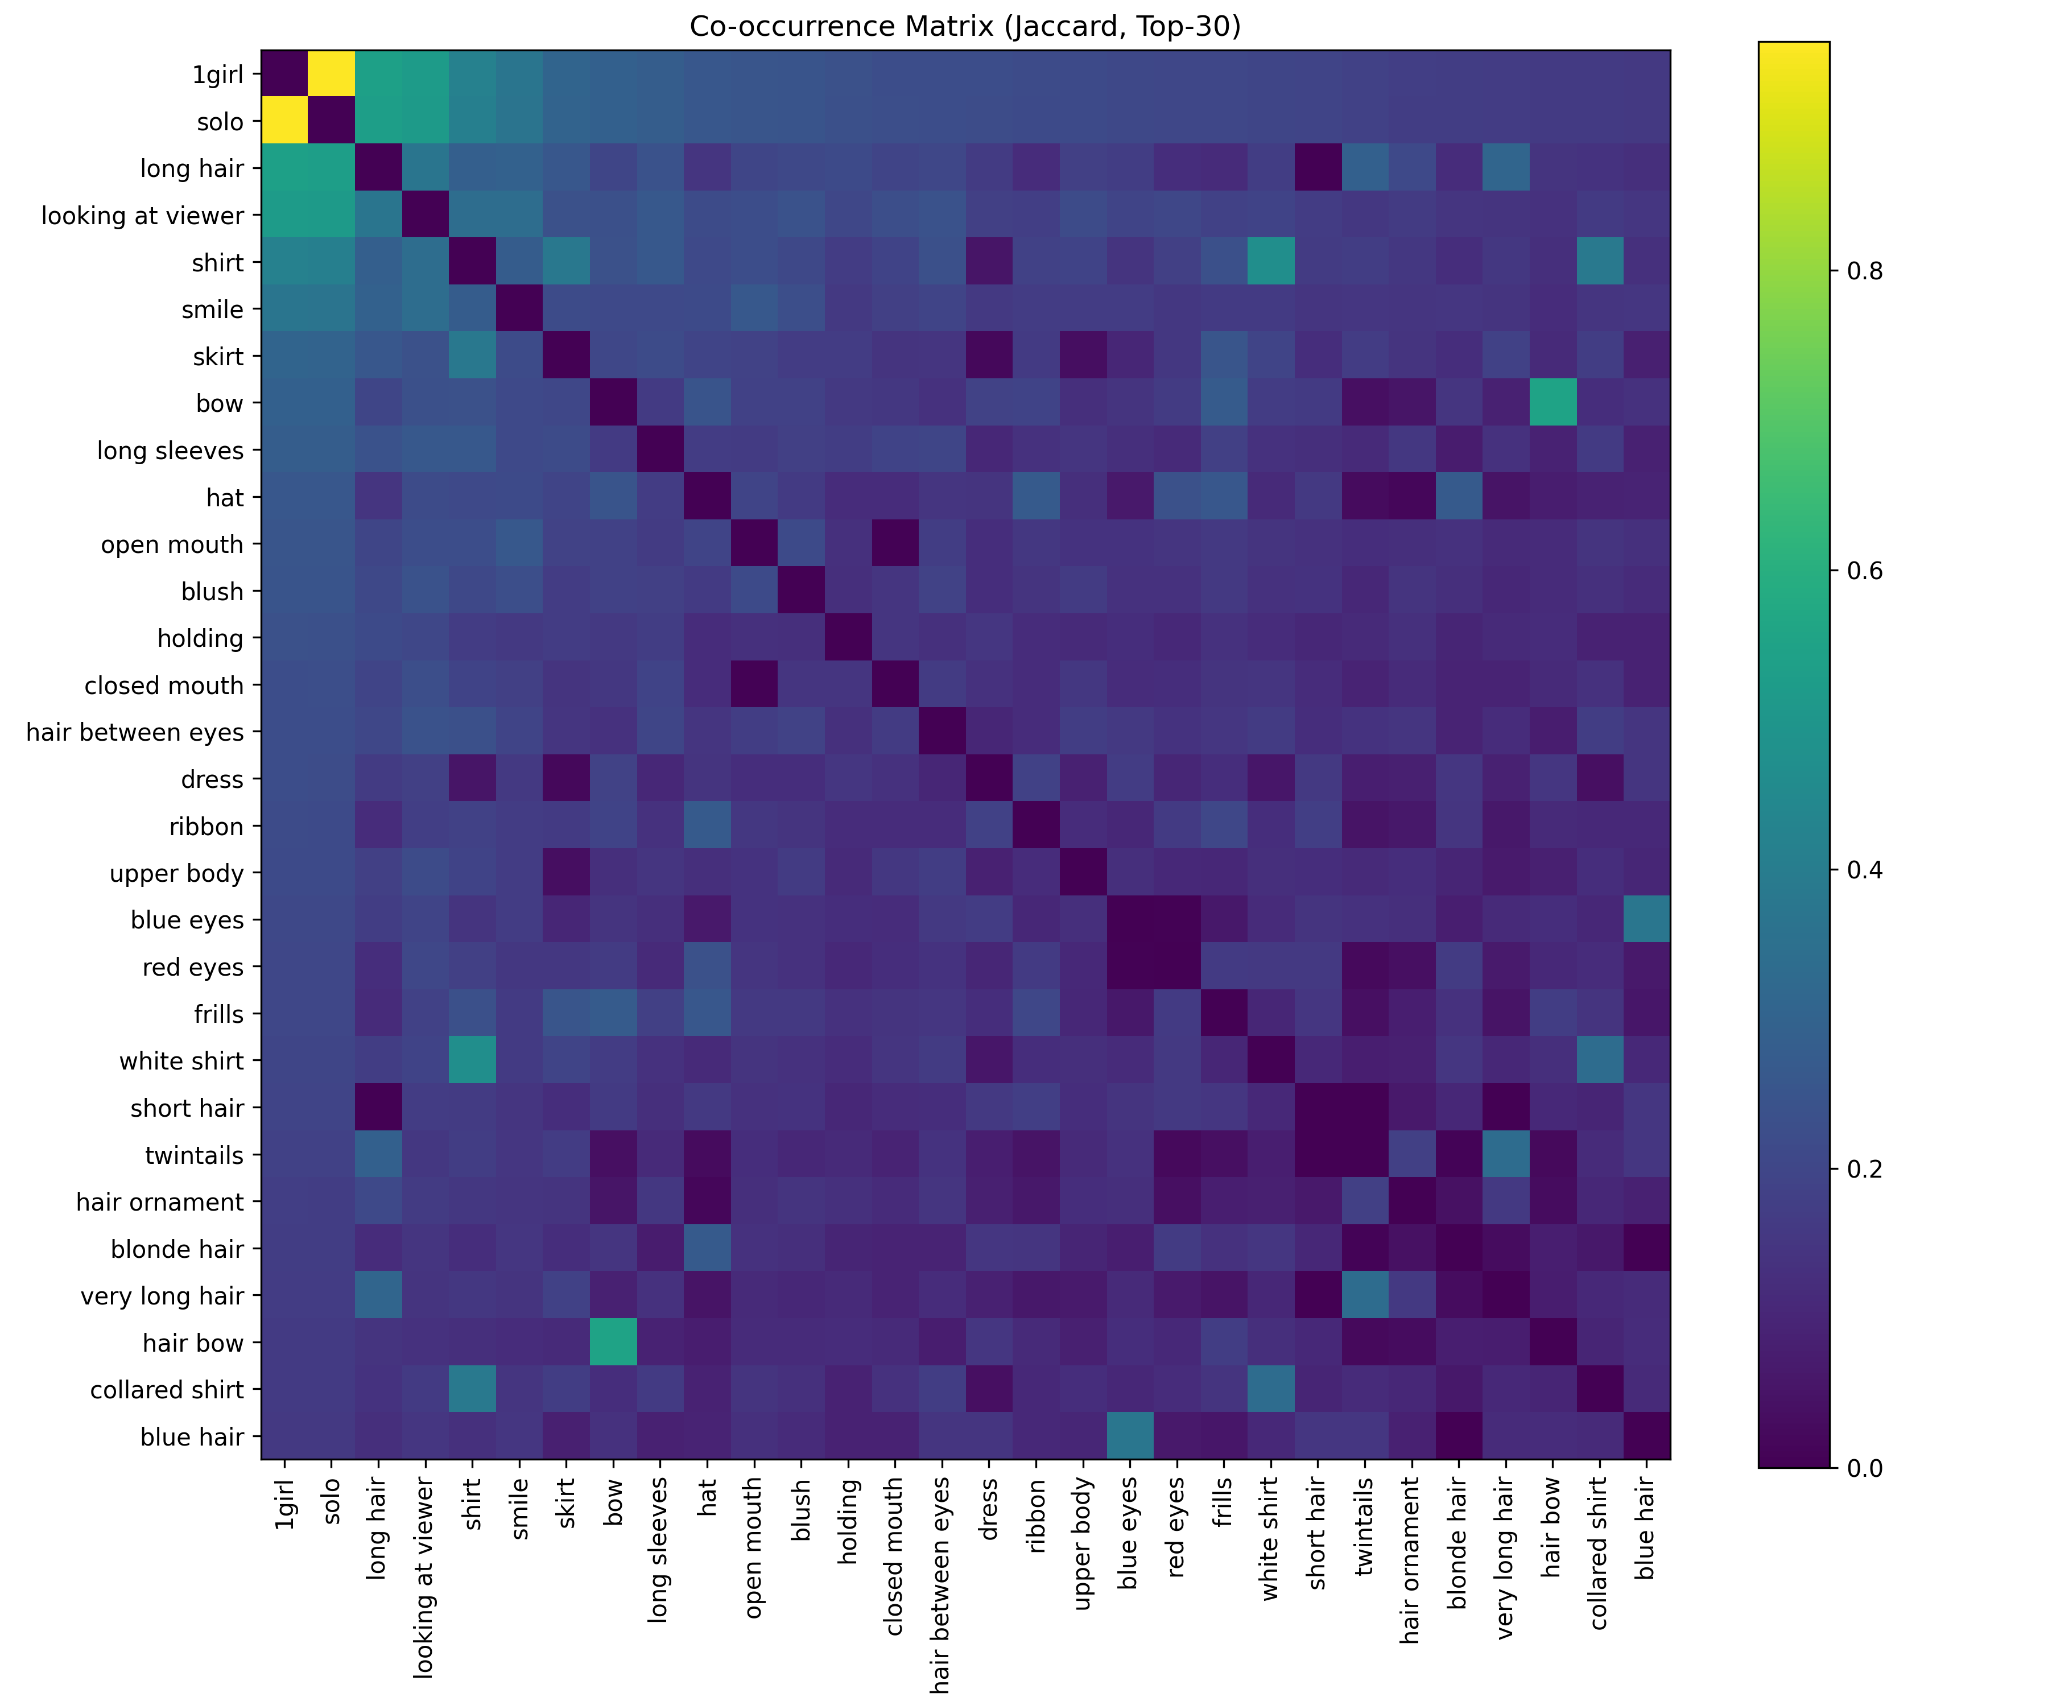 Co-occurrence Matrix (Jaccard, Top-30)
1girl
solo
long hair
looking at viewer
shirt
smile
skirt
bow
long sleeves
hat
open mouth
blush
holding
closed mouth
hair between eyes
dress
ribbon
upper body
blue eyes
red eyes
frills
white shirt
short hair
twintails
hair ornament
blonde hair
very long hair
hair bow
collared shirt
blue hair
1girl
solo
long hair
looking at viewer
shirt
smile
skirt
bow
long sleeves
hat
open mouth
blush
holding
closed mouth
hair between eyes
dress
ribbon
upper body
blue eyes
red eyes
frills
white shirt
short hair
twintails
hair ornament
blonde hair
very long hair
hair bow
collared shirt
blue hair
0.8
0.6
0.4
0.2
0.0